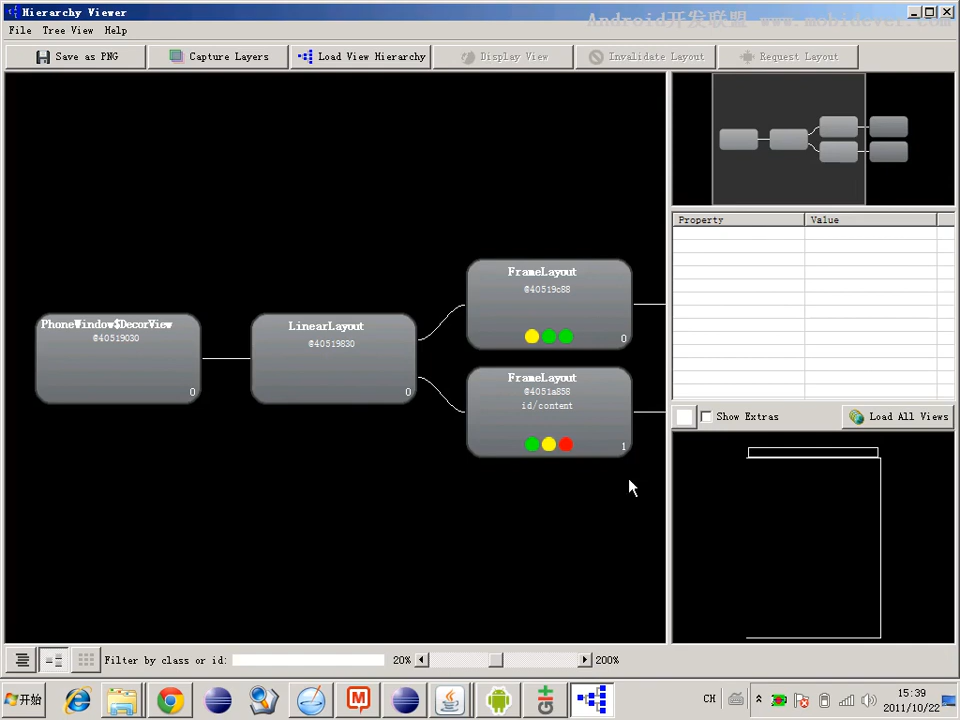 Hierarchy Viewer
Android开发联盟 www.mobidever.com
File Tree View Help
Save as PNG
Capture Layers
Load View Hierarchy
Display View
Invalidate Layout
Request Layout
Property Value
FrameLayout
@40519c88
0
PhoneWindow$DecorView
@40519030
0
LinearLayout
@40519830
0
FrameLayout
@4051a858
id/content
1
Show Extras
Load All Views
Filter by class or id:
20%
200%
开始
Git
CH
15:39
2011/10/22